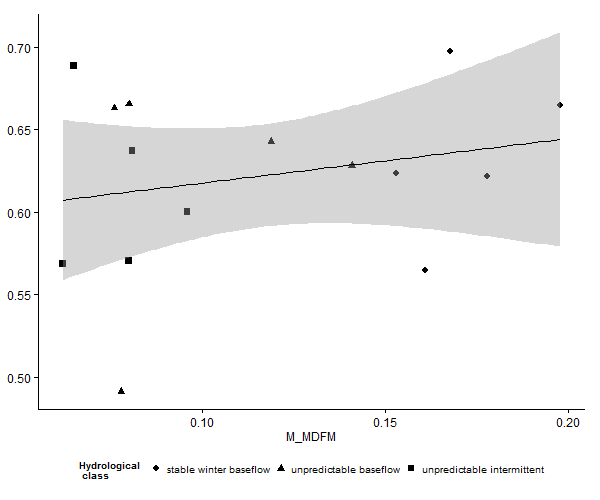 0.70
0.65
0.60
0.55
0.50
0.10 0.15 0.20
M_MDFM
Hydrological
class
stable winter baseflow unpredictable baseflow unpredictable intermittent